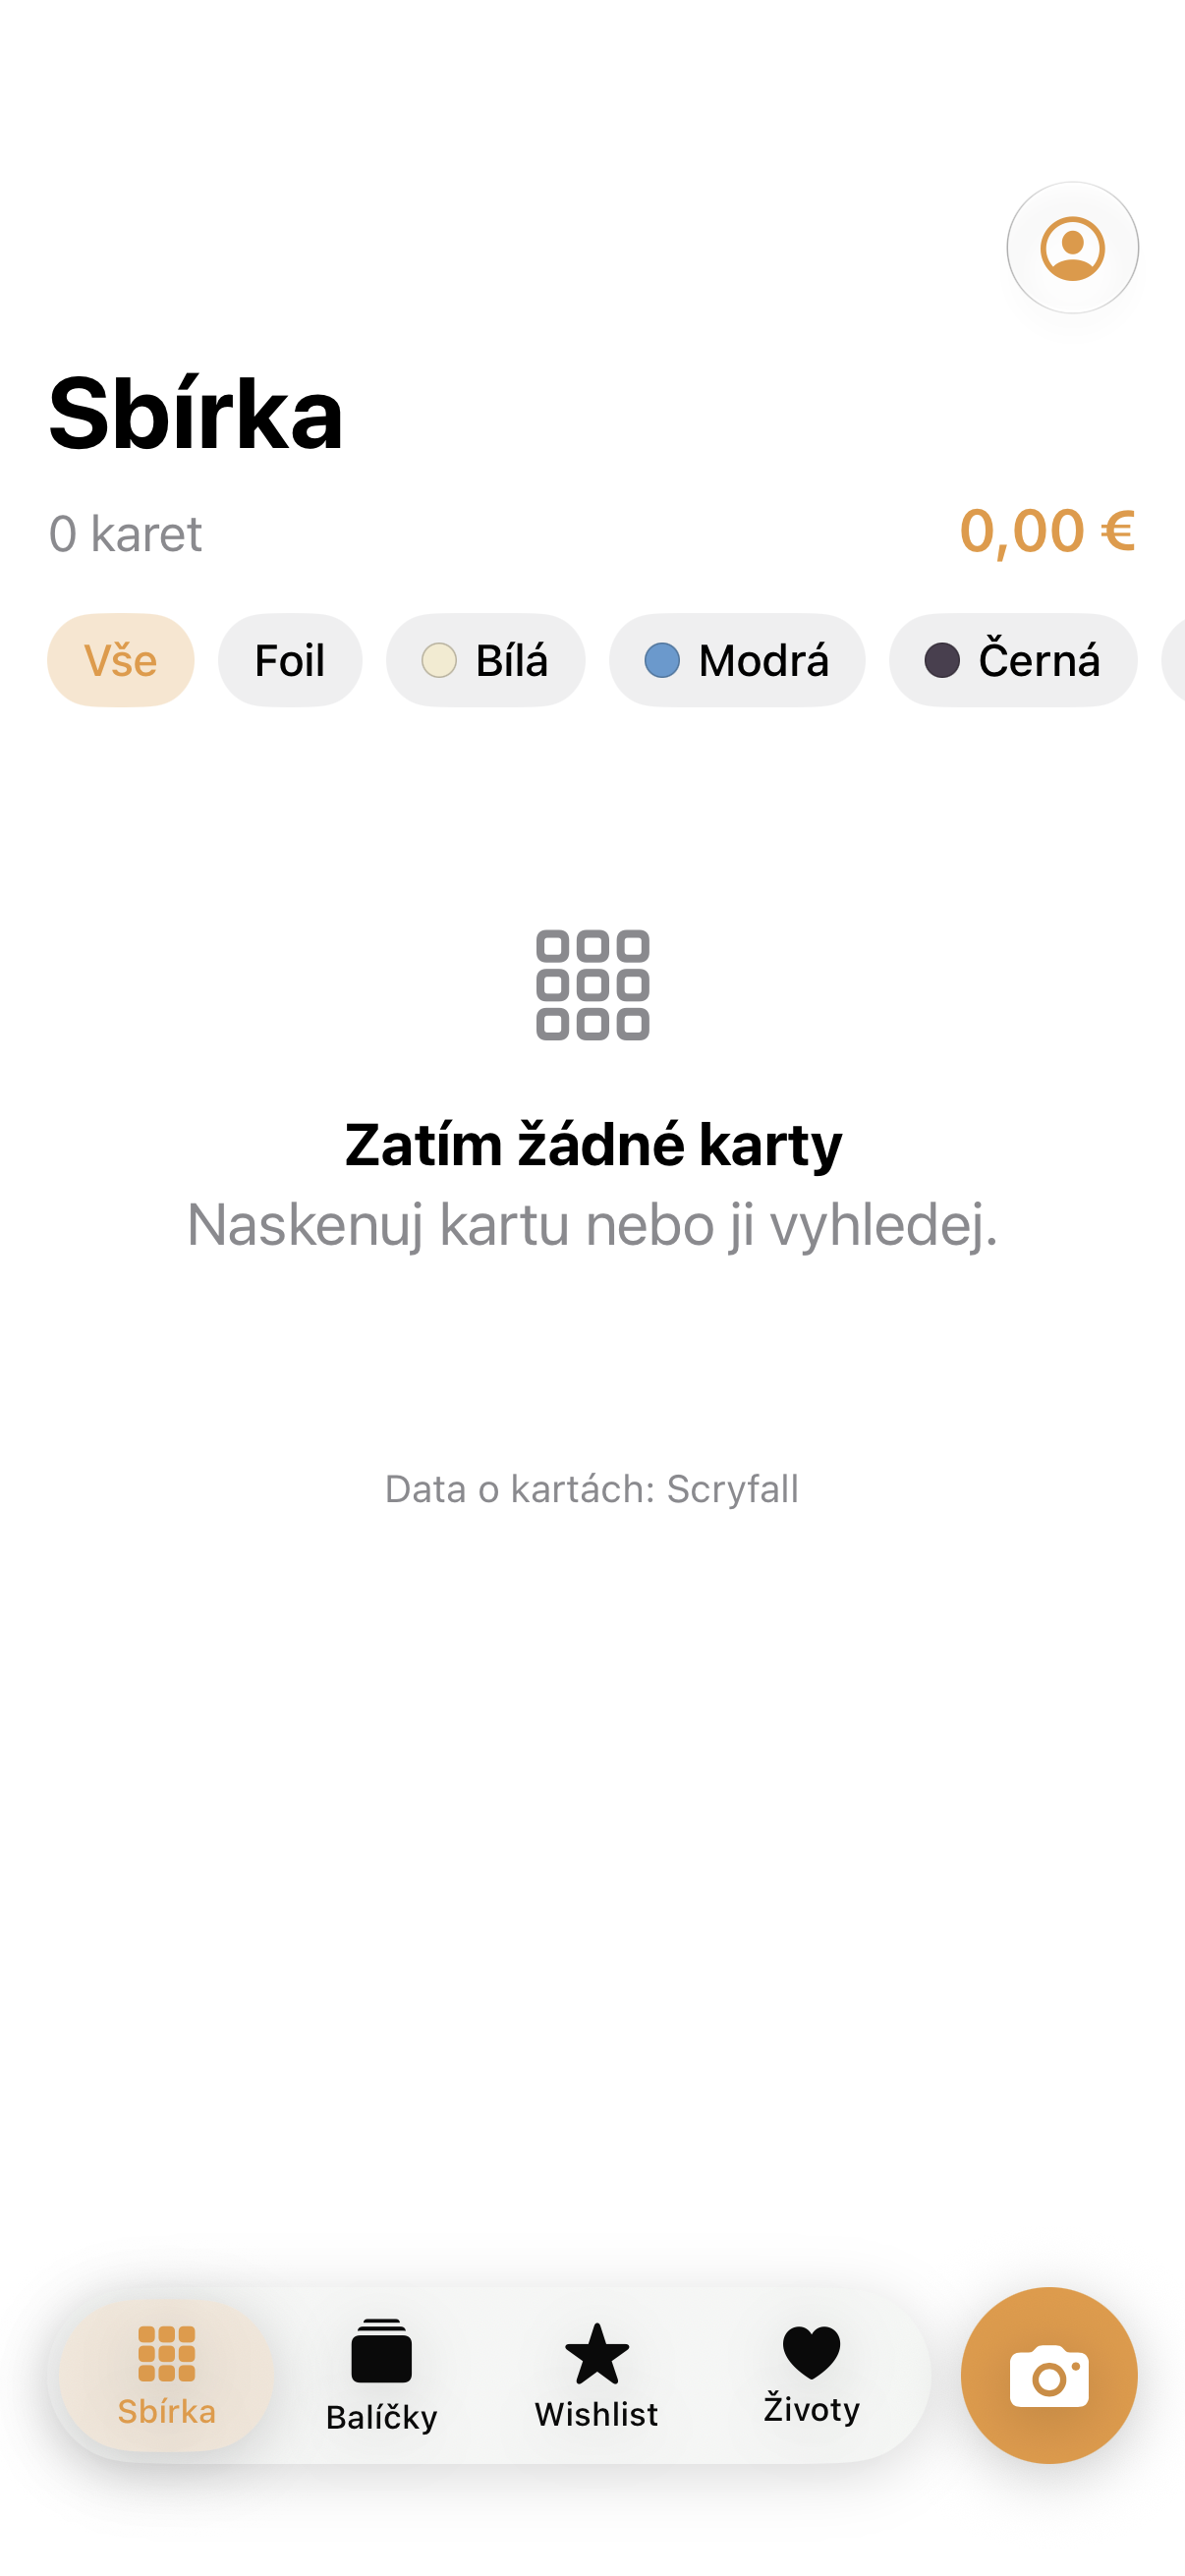 Sbírka
0 karet 0,00 €
Vše Foil Bílá Modrá Černá
Zatím žádné karty
Naskenuj kartu nebo ji vyhledej.
Data o kartách: Scryfall
Sbírka Balíčky Wishlist Životy